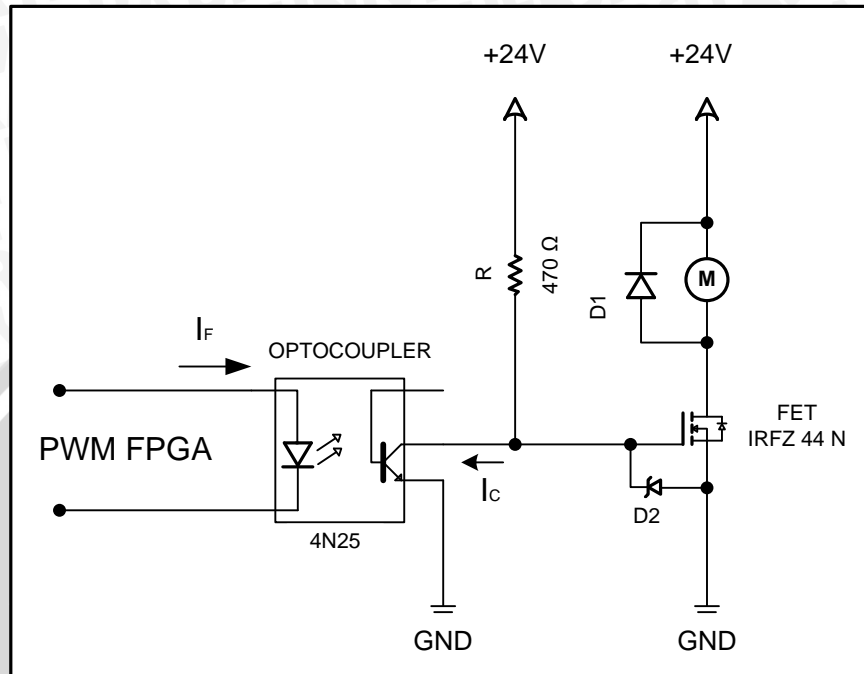 +24V
+24V
R
470 Ω
D1
M
IF
OPTOCOUPLER
PWM FPGA
IC
4N25
D2
FET
IRFZ 44 N
GND
GND